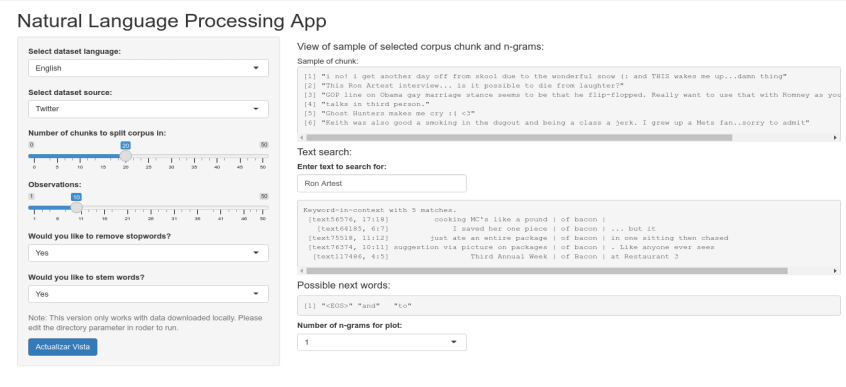 Natural Language Processing App
Select dataset language:
English
Select dataset source:
Twitter
Number of chunks to split corpus in:
0 20 50
0 5 10 15 20 25 30 35 40 45 50
Observations:
1 10 50
1 6 11 16 21 26 31 36 41 46 50
Would you like to remove stopwords?
Yes
Would you like to stem words?
Yes
Note: This version only works with data downloaded locally. Please
edit the directory parameter in roder to run.
Actualizar Vista
View of sample of selected corpus chunk and n-grams:
Sample of chunk:
[1] "i no! i get another day off from skool due to the wonderful snow (: and THIS wakes me up...damn thing"
[2] "This Ron Artest interview... is it possible to die from laughter?"
[3] "GOP line on Obama gay marriage stance seems to be that he flip-flopped. Really want to use that with Romney as you
[4] "talks in third person."
[5] "Ghost Hunters makes me cry :( <3"
[6] "Keith was also good a smoking in the dugout and being a class a jerk. I grew up a Mets fan..sorry to admit"
Text search:
Enter text to search for:
Ron Artest
Keyword-in-context with 5 matches.
[text56576, 17:18] cooking MC's like a pound | of bacon |
[text64185, 6:7] I saved her one piece | of bacon | ... but it
[text75518, 11:12] just ate an entire package | of bacon | in one sitting then chased
[text76374, 10:11] suggestion via picture on packages | of bacon | . Like anyone ever sees
[text117486, 4:5] Third Annual Week | of Bacon | at Restaurant 3
Possible next words:
[1] "<EOS>" "and" "to"
Number of n-grams for plot:
1